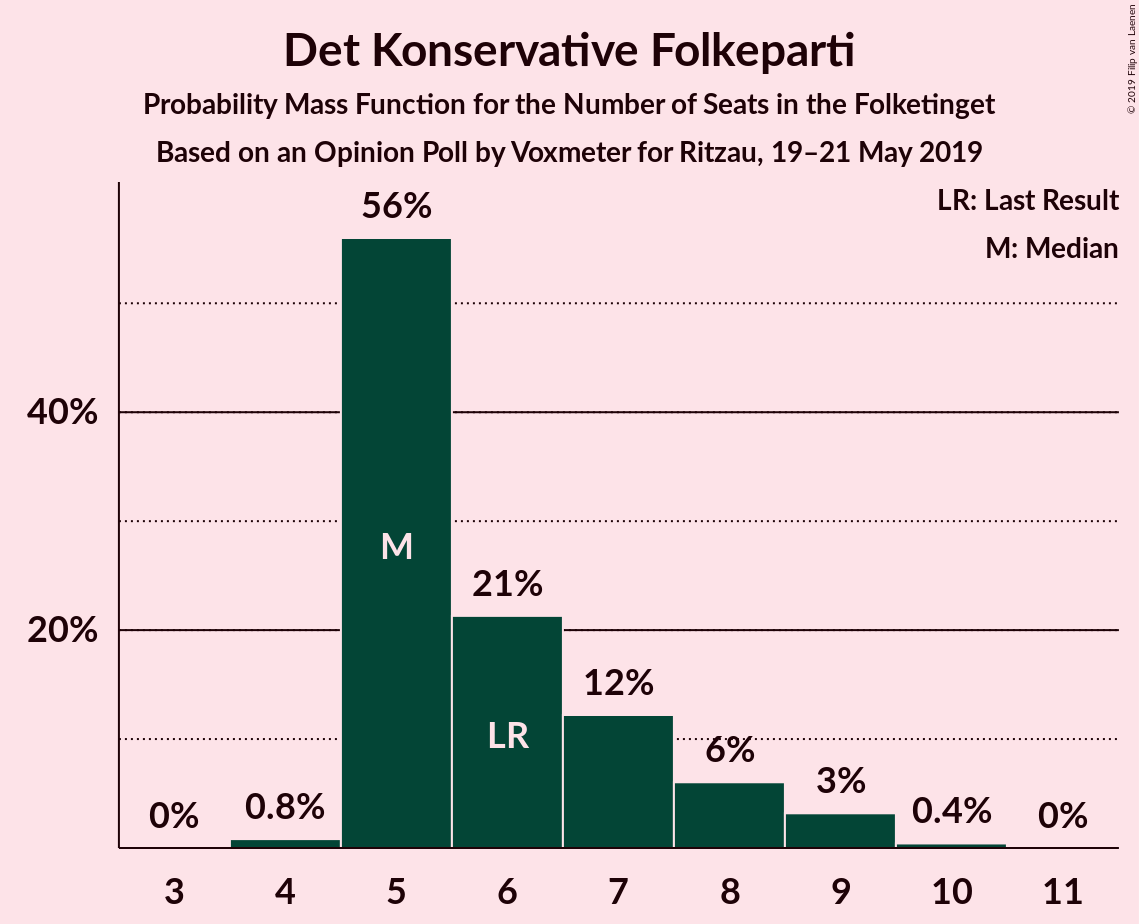 Det Konservative Folkeparti
Probability Mass Function for the Number of Seats in the Folketinget
Based on an Opinion Poll by Voxmeter for Ritzau, 19–21 May 2019
© 2019 Filip van Laenen
LR: Last Result
M: Median
56%
40%
M
21%
20%
12%
LR
6%
3%
0%
0.8%
0.4%
0%
3 4 5 6 7 8 9 10 11